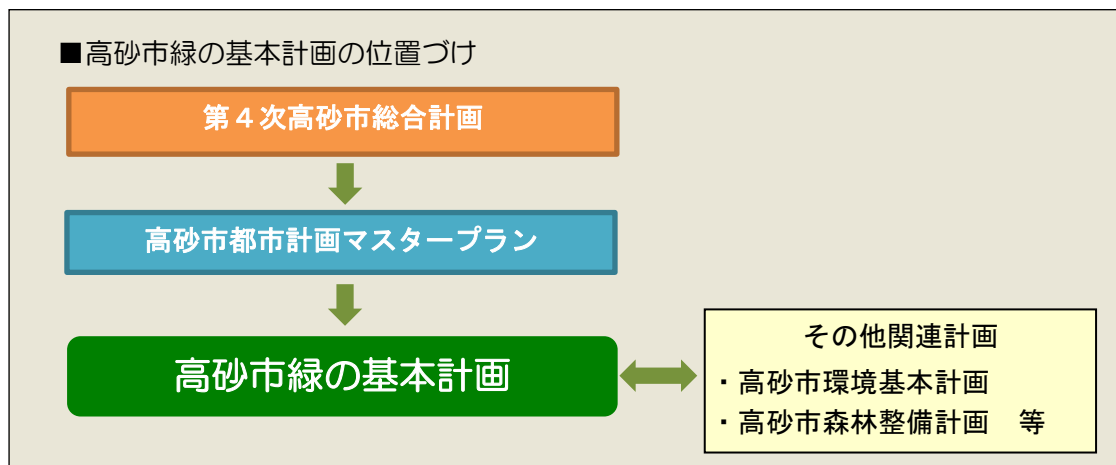 ■高砂市緑の基本計画の位置づけ
第４次高砂市総合計画
高砂市都市計画マスタープラン
高砂市緑の基本計画
その他関連計画
・高砂市環境基本計画
・高砂市森林整備計画　等